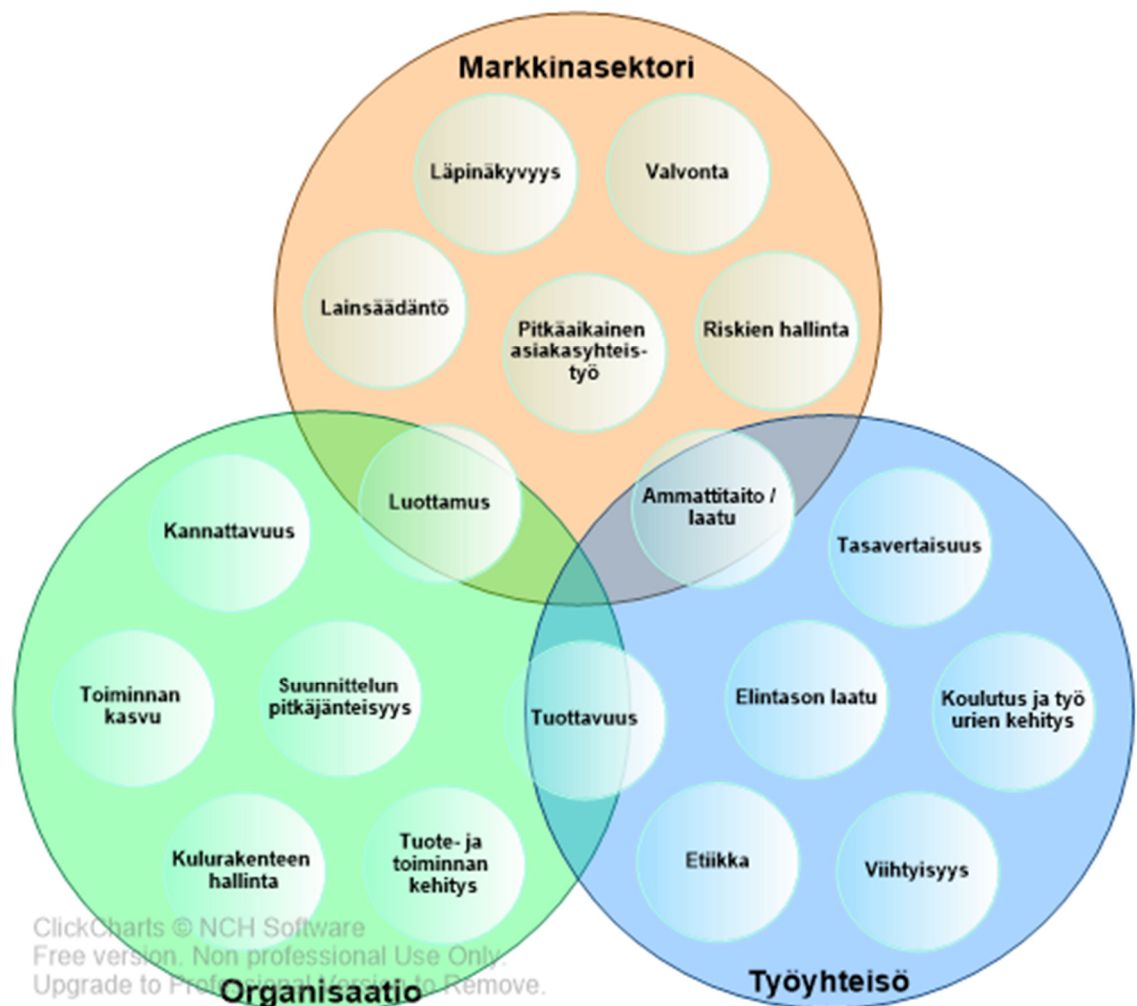 Markkinasektori
Läpinäkyvyys
Valvonta
Lainsäädäntö
Pitkäaikainen
asiakasyhteis-
työ
Riskien hallinta
Luottamus
Ammattitaito /
laatu
Kannattavuus
Tasavertaisuus
Toiminnan
kasvu
Suunnittelun
pitkäjänteisyys
Tuottavuus
Elintason laatu
Koulutus ja työ
urien kehitys
Kulurakenteen
hallinta
Tuote- ja
toiminnan
kehitys
Etiikka
Viihtyisyys
ClickCharts © NCH Software
Free version. Non professional Use Only.
Upgrade to Professional Version to Remove.
Organisaatio
Työyhteisö